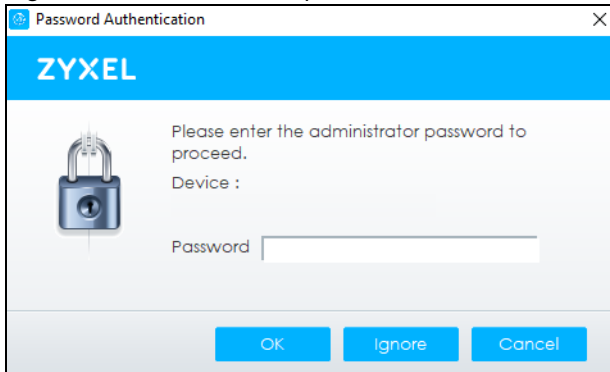 Password Authentication
ZYXEL
Please enter the administrator password to
proceed.
Device :
Password
OK Ignore Cancel